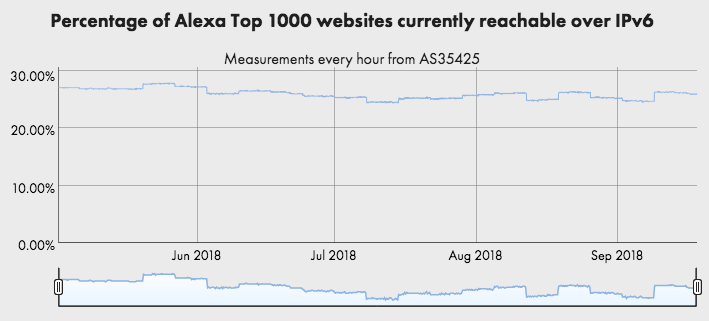 Percentage of Alexa Top 1000 websites currently reachable over IPv6
Measurements every hour from AS35425
30.00%
20.00%
10.00%
0.00%
Jun 2018 Jul 2018 Aug 2018 Sep 2018